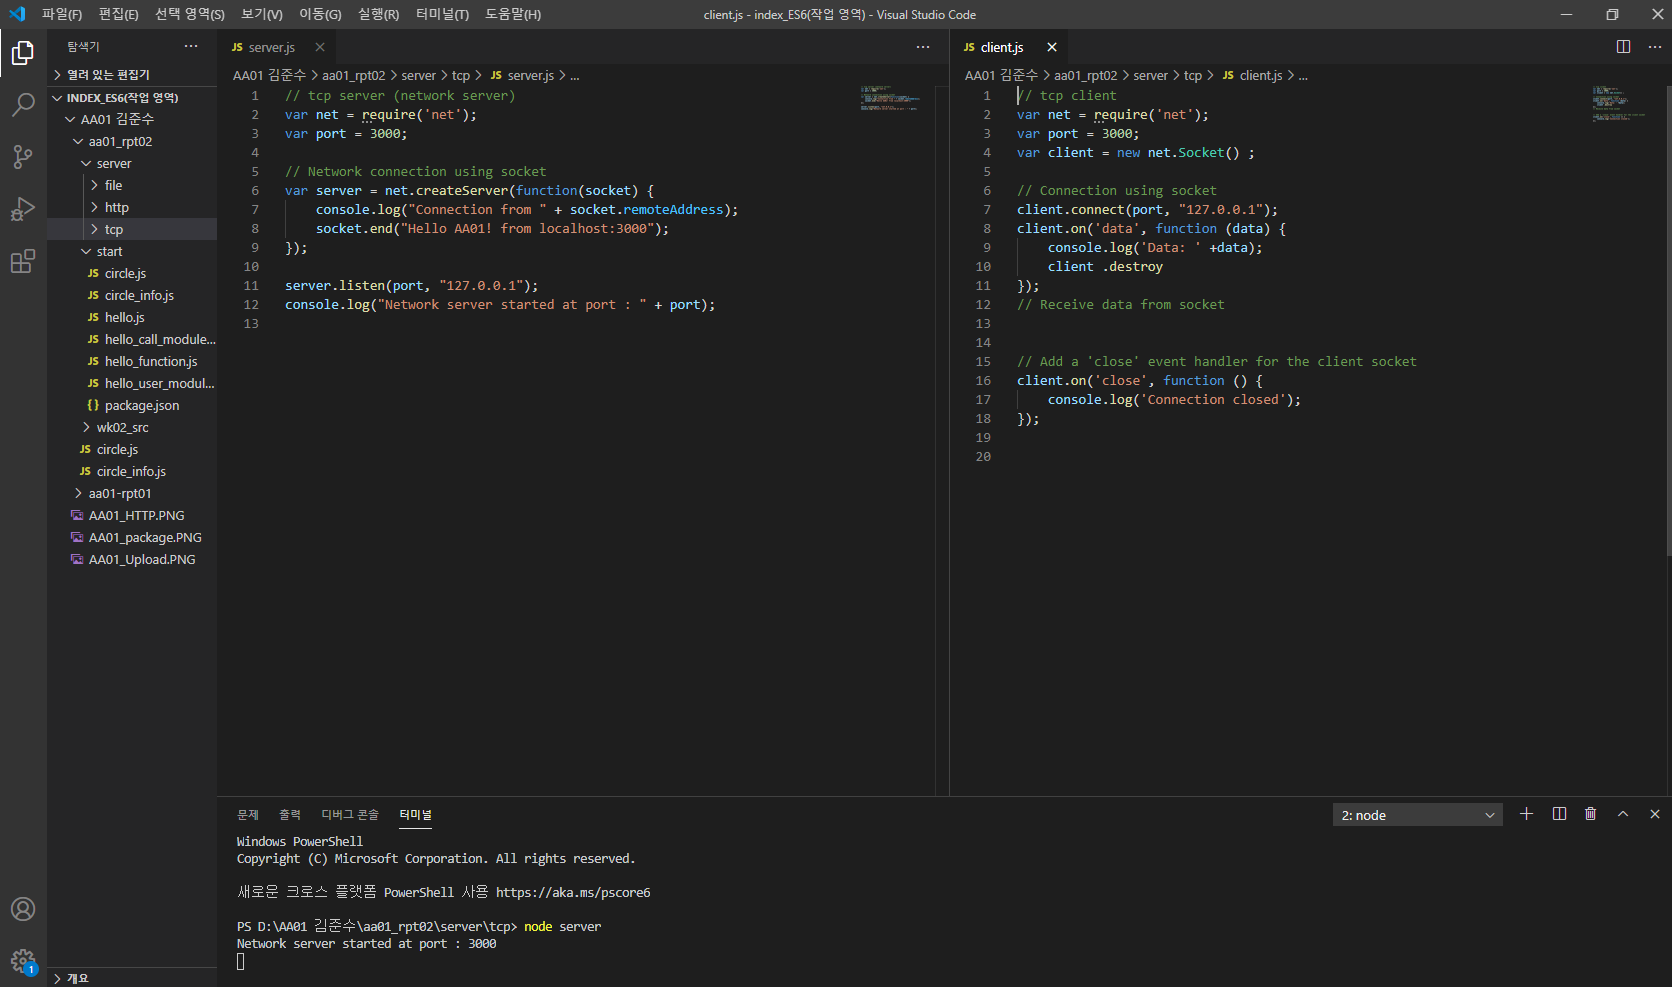 파일(F) 편집(E) 선택 영역(S) 보기(V) 이동(G) 실행(R) 터미널(T) 도움말(H)
client.js - index_ES6(작업 영역) - Visual Studio Code
탐색기 ···
열려 있는 편집기
INDEX_ES6(작업 영역)
AA01 김준수
aa01_rpt02
server
file
http
tcp
start
JS circle.js
JS circle_info.js
JS hello.js
JS hello_call_module...
JS hello_function.js
JS hello_user_modul...
{} package.json
wk02_src
JS circle.js
JS circle_info.js
aa01-rpt01
AA01_HTTP.PNG
AA01_package.PNG
AA01_Upload.PNG
개요
1
JS server.js
AA01 김준수 > aa01_rpt02 > server > tcp > JS server.js > ...
1 // tcp server (network server)
2 var net = require('net');
3 var port = 3000;
4
5 // Network connection using socket
6 var server = net.createServer(function(socket) {
7 console.log("Connection from " + socket.remoteAddress);
8 socket.end("Hello AA01! from localhost:3000");
9 });
10
11 server.listen(port, "127.0.0.1");
12 console.log("Network server started at port : " + port);
13
JS client.js
AA01 김준수 > aa01_rpt02 > server > tcp > JS client.js > ...
1 // tcp client
2 var net = require('net');
3 var port = 3000;
4 var client = new net.Socket() ;
5
6 // Connection using socket
7 client.connect(port, "127.0.0.1");
8 client.on('data', function (data) {
9 console.log('Data: ' +data);
10 client .destroy
11 });
12 // Receive data from socket
13
14
15 // Add a 'close' event handler for the client socket
16 client.on('close', function () {
17 console.log('Connection closed');
18 });
19
20
문제 출력 디버그 콘솔 터미널
2: node
Windows PowerShell
Copyright (C) Microsoft Corporation. All rights reserved.
새로운 크로스 플랫폼 PowerShell 사용 https://aka.ms/pscore6
PS D:\AA01 김준수\aa01_rpt02\server\tcp> node server
Network server started at port : 3000